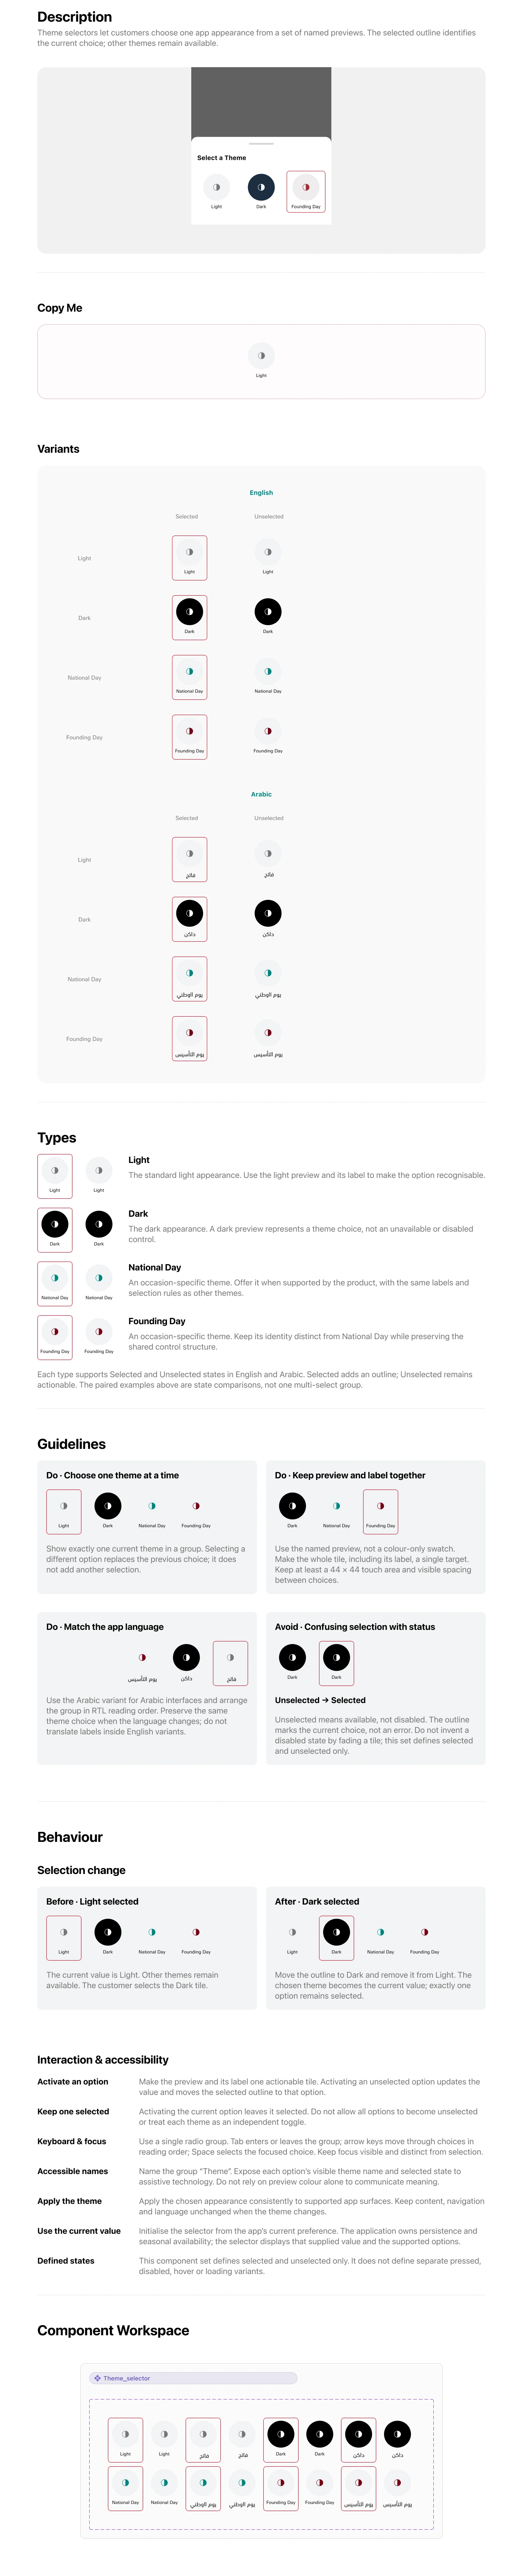 Description
Theme selectors let customers choose one app appearance from a set of named previews. The selected outline identifies
the current choice; other themes remain available.
Select a Theme
Light
Dark
Founding Day
Copy Me
Light
Variants
English
Selected
Unselected
Light
Light
Light
Dark
Dark
Dark
National Day
National Day
National Day
Founding Day
Founding Day
Founding Day
Arabic
Selected
Unselected
Light
فاتح
فاتح
Dark
داكن
داكن
National Day
يوم الوطني
يوم الوطني
Founding Day
يوم التأسيس
يوم التأسيس
Types
Light
Light
Light
The standard light appearance. Use the light preview and its label to make the option recognisable.
Dark
Dark
Dark
The dark appearance. A dark preview represents a theme choice, not an unavailable or disabled
control.
National Day
National Day
National Day
An occasion-specific theme. Offer it when supported by the product, with the same labels and
selection rules as other themes.
Founding Day
Founding Day
Founding Day
An occasion-specific theme. Keep its identity distinct from National Day while preserving the
shared control structure.
Each type supports Selected and Unselected states in English and Arabic. Selected adds an outline; Unselected remains
actionable. The paired examples above are state comparisons, not one multi-select group.
Guidelines
Do · Choose one theme at a time
Light
Dark
National Day
Founding Day
Show exactly one current theme in a group. Selecting a
different option replaces the previous choice; it does
not add another selection.
Do · Keep preview and label together
Dark
National Day
Founding Day
Use the named preview, not a colour-only swatch.
Make the whole tile, including its label, a single target.
Keep at least a 44 × 44 touch area and visible spacing
between choices.
Do · Match the app language
فاتح
داكن
يوم التأسيس
Use the Arabic variant for Arabic interfaces and arrange
the group in RTL reading order. Preserve the same
theme choice when the language changes; do not
translate labels inside English variants.
Avoid · Confusing selection with status
Dark
Dark
Unselected → Selected
Unselected means available, not disabled. The outline
marks the current choice, not an error. Do not invent a
disabled state by fading a tile; this set defines selected
and unselected only.
Behaviour
Selection change
Before · Light selected
Light
Dark
National Day
Founding Day
The current value is Light. Other themes remain
available. The customer selects the Dark tile.
After · Dark selected
Light
Dark
National Day
Founding Day
Move the outline to Dark and remove it from Light. The
chosen theme becomes the current value; exactly one
option remains selected.
Interaction & accessibility
Activate an option
Make the preview and its label one actionable tile. Activating an unselected option updates the
value and moves the selected outline to that option.
Keep one selected
Activating the current option leaves it selected. Do not allow all options to become unselected
or treat each theme as an independent toggle.
Keyboard & focus
Use a single radio group. Tab enters or leaves the group; arrow keys move through choices in
reading order; Space selects the focused choice. Keep focus visible and distinct from selection.
Accessible names
Name the group “Theme”. Expose each option’s visible theme name and selected state to
assistive technology. Do not rely on preview colour alone to communicate meaning.
Apply the theme
Apply the chosen appearance consistently to supported app surfaces. Keep content, navigation
and language unchanged when the theme changes.
Use the current value
Initialise the selector from the app’s current preference. The application owns persistence and
seasonal availability; the selector displays that supplied value and the supported options.
Defined states
This component set defines selected and unselected only. It does not define separate pressed,
disabled, hover or loading variants.
Component Workspace
Theme_selector
Light
Light
فاتح
فاتح
Dark
Dark
داكن
داكن
National Day
National Day
يوم الوطني
يوم الوطني
Founding Day
Founding Day
يوم التأسيس
يوم التأسيس